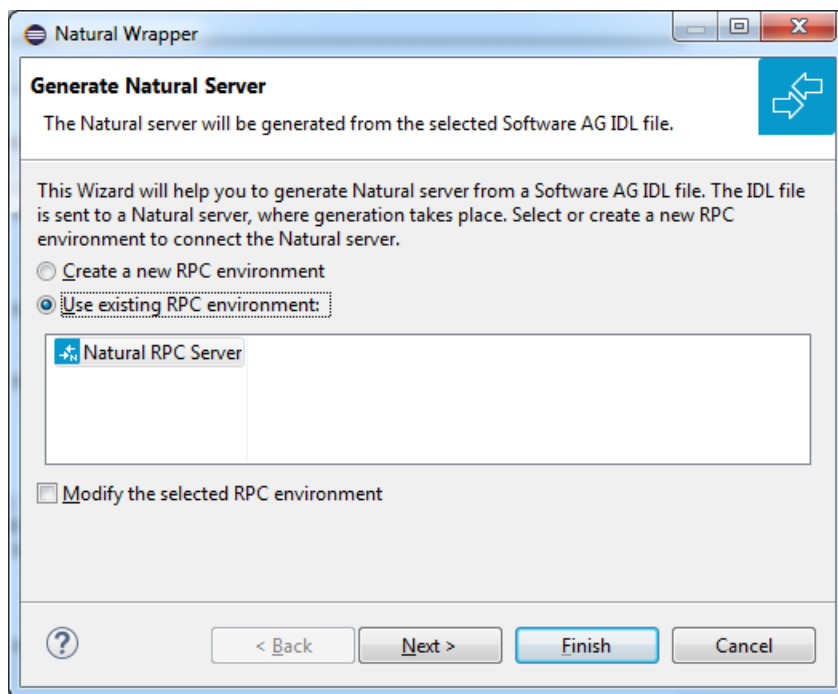 Natural Wrapper
Generate Natural Server
The Natural server will be generated from the selected Software AG IDL file.
This Wizard will help you to generate Natural server from a Software AG IDL file. The IDL file
is sent to a Natural server, where generation takes place. Select or create a new RPC
environment to connect the Natural server.
Create a new RPC environment
Use existing RPC environment:
Natural RPC Server
Modify the selected RPC environment
< Back Next > Finish Cancel